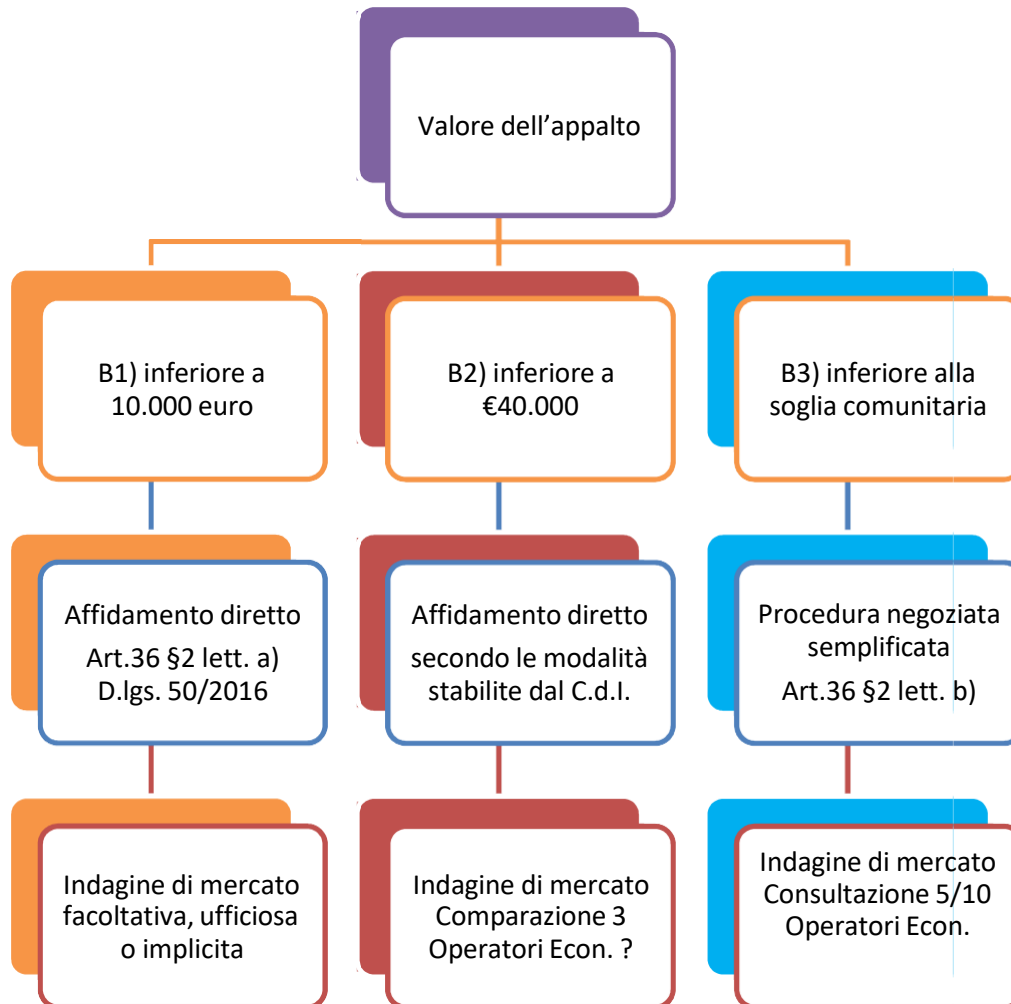 Valore dell’appalto
B1) inferiore a
10.000 euro
B2) inferiore a
€40.000
B3) inferiore alla
soglia comunitaria
Affidamento diretto
Art.36 §2 lett. a)
D.lgs. 50/2016
Affidamento diretto
secondo le modalità
stabilite dal C.d.I.
Procedura negoziata
semplificata
Art.36 §2 lett. b)
Indagine di mercato
facoltativa, ufficiosa
o implicita
Indagine di mercato
Comparazione 3
Operatori Econ. ?
Indagine di mercato
Consultazione 5/10
Operatori Econ.